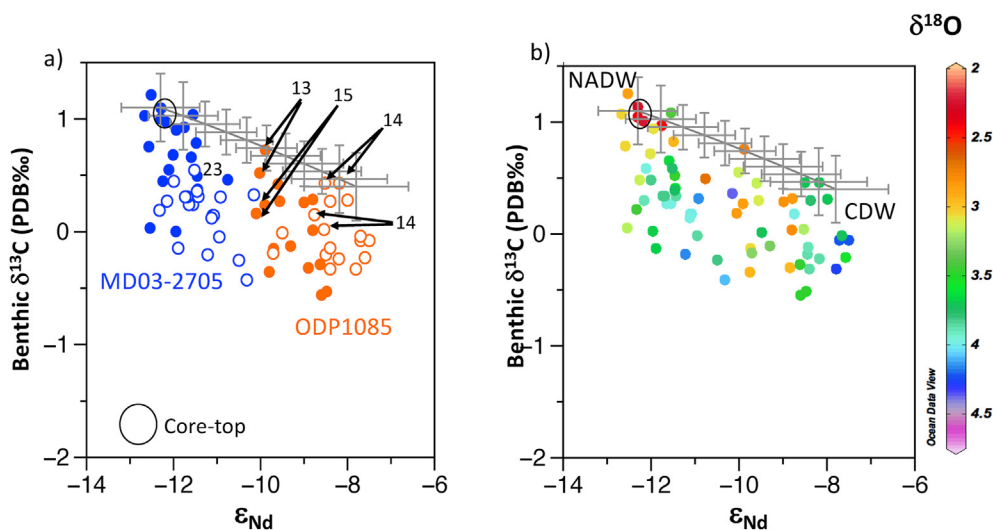 δ18O
a)
b)
1
0
−1
−2
Benthic δ13C (PDB‰)
13
15
14
23
14
MD03-2705
ODP1085
Core-top
−14
−12
−10
−8
−6
εNd
1
0
1
−2
Benthic δ13C (PDB‰)
NADW
CDW
−14
−12
−10
−8
−6
εNd
2
2.5
3
3.5
4
4.5
Ocean Data View